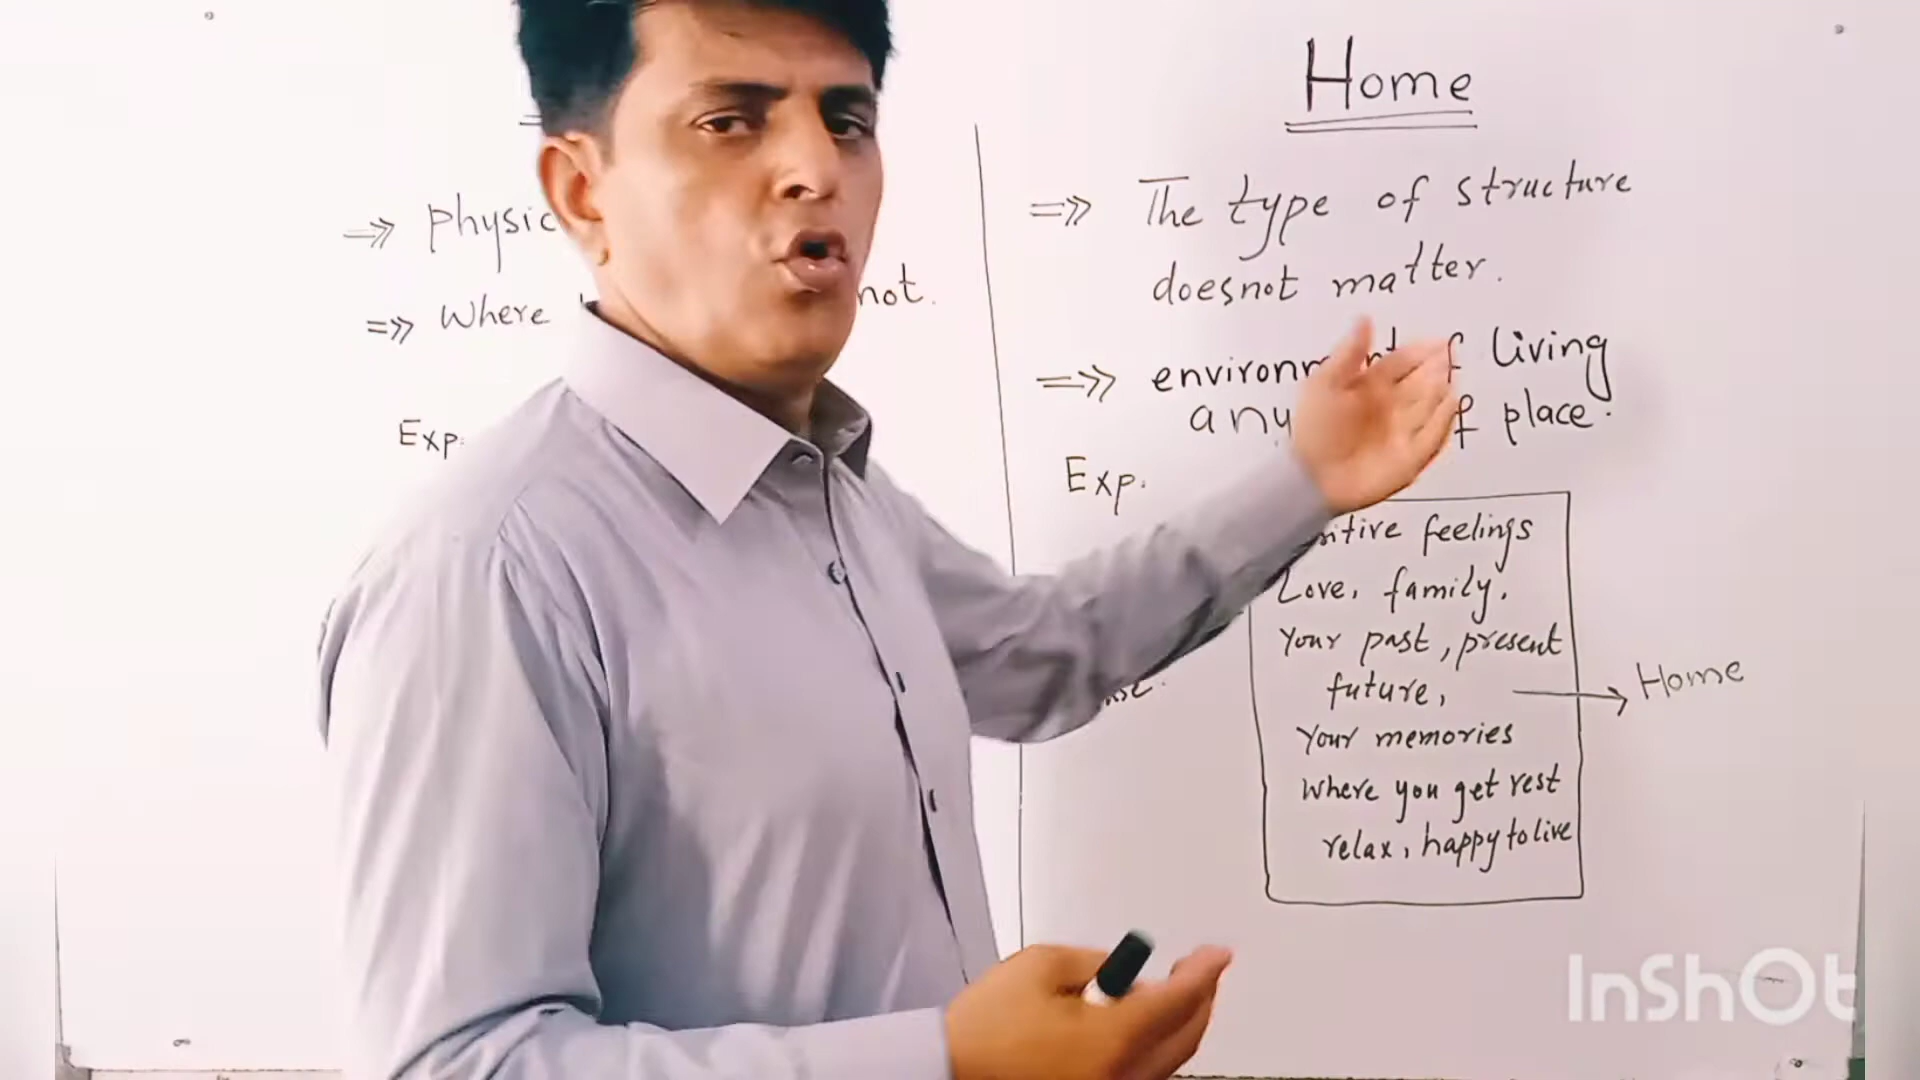 Home
=>> Physic
=>> Where not.
Exp.
=>> The type of structure
doesnot matter.
=>> living
any place.
Exp.
feelings
Love, family.
Your past, present
future,
Your memories
Where you get rest
relax, happy to live
Home
InShOt